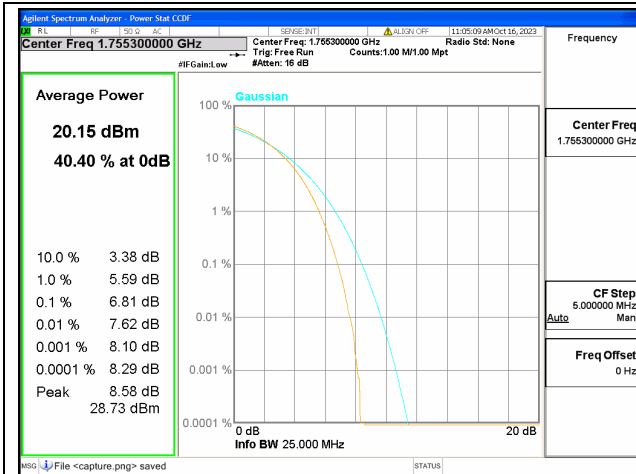 Agilent Spectrum Analyzer - Power Stat CCDF
RL RF 50 Ω AC SENSE:INT ALIGN OFF 11:05:09 AM Oct 16, 2023
Center Freq 1.755300000 GHz
Center Freq: 1.755300000 GHz Radio Std: None
Trig: Free Run Counts:1.00 M/1.00 Mpt
#IFGain:Low #Atten: 16 dB
Frequency
Average Power
20.15 dBm
40.40 % at 0dB
10.0 % 3.38 dB
1.0 % 5.59 dB
0.1 % 6.81 dB
0.01 % 7.62 dB
0.001 % 8.10 dB
0.0001 % 8.29 dB
Peak 8.58 dB
28.73 dBm
Gaussian
100 %
10 %
1 %
0.1 %
0.01 %
0.001 %
0.0001 %
0 dB 20 dB
Info BW 25.000 MHz
Center Freq
1.755300000 GHz
CF Step
5.000000 MHz
Auto Man
Freq Offset
0 Hz
MSG File <capture.png> saved STATUS